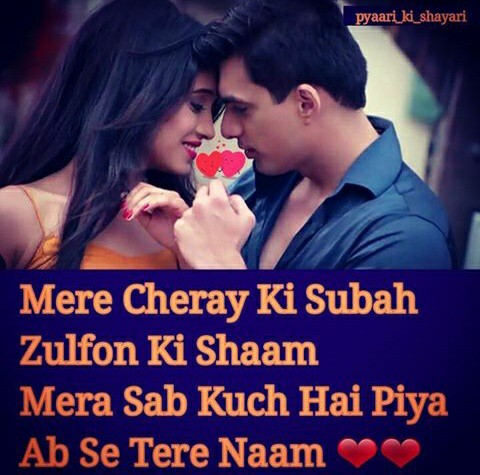 pyaari_ki_shayari
Mere Cheray Ki Subah
Zulfon Ki Shaam
Mera Sab Kuch Hai Piya
Ab Se Tere Naam ❤❤